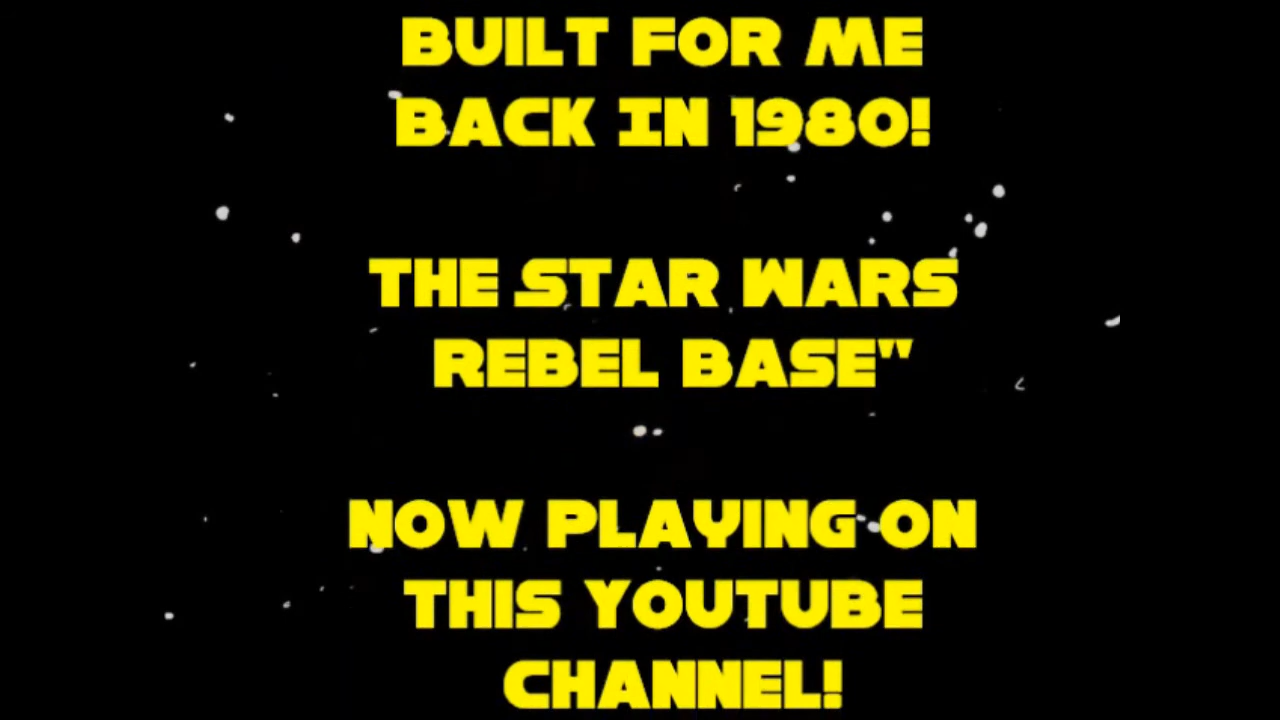 BUILT FOR ME
BACK IN 1980!
THE STAR WARS
REBEL BASE"
NOW PLAYING ON
THIS YOUTUBE
CHANNEL!